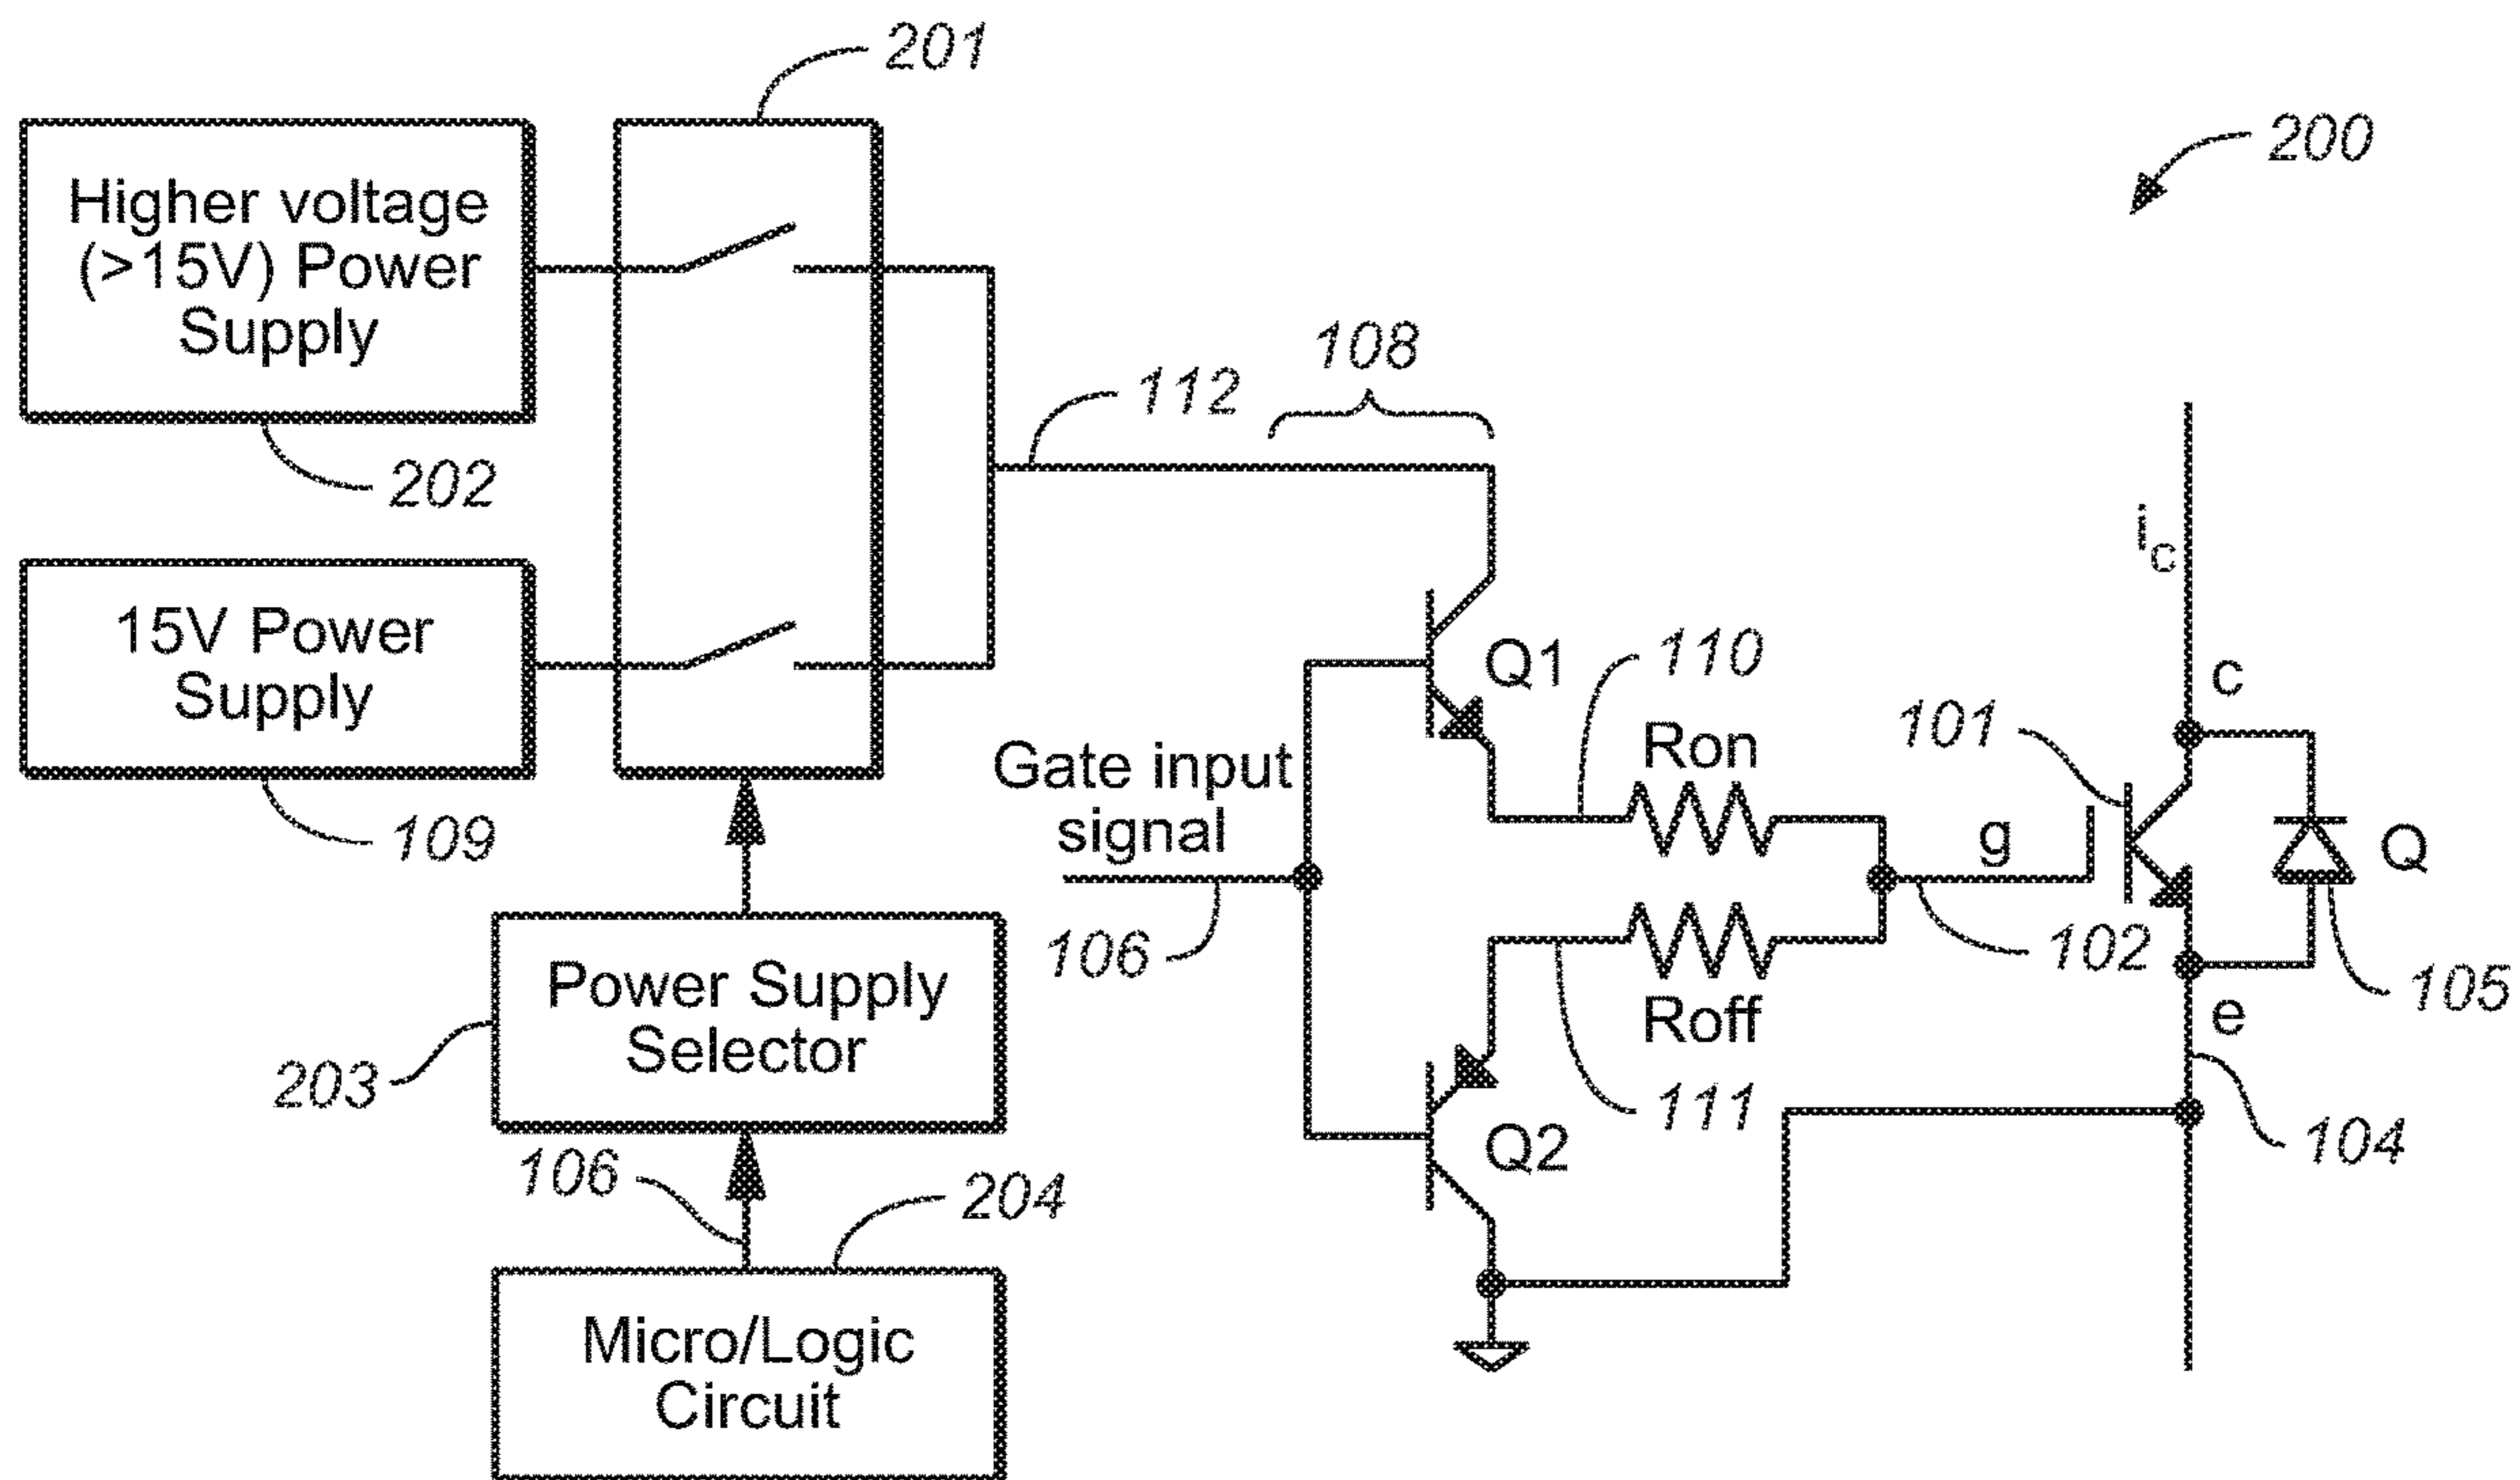 201
200
Higher voltage
(>15V) Power
Supply
202
108
112
i_c
15V Power
Supply
109
Q1
110
c
101
Ron
Gate input
signal
g
Q
106
102
105
Power Supply
Selector
203
Roff
e
111
Q2
104
106
204
Micro/Logic
Circuit